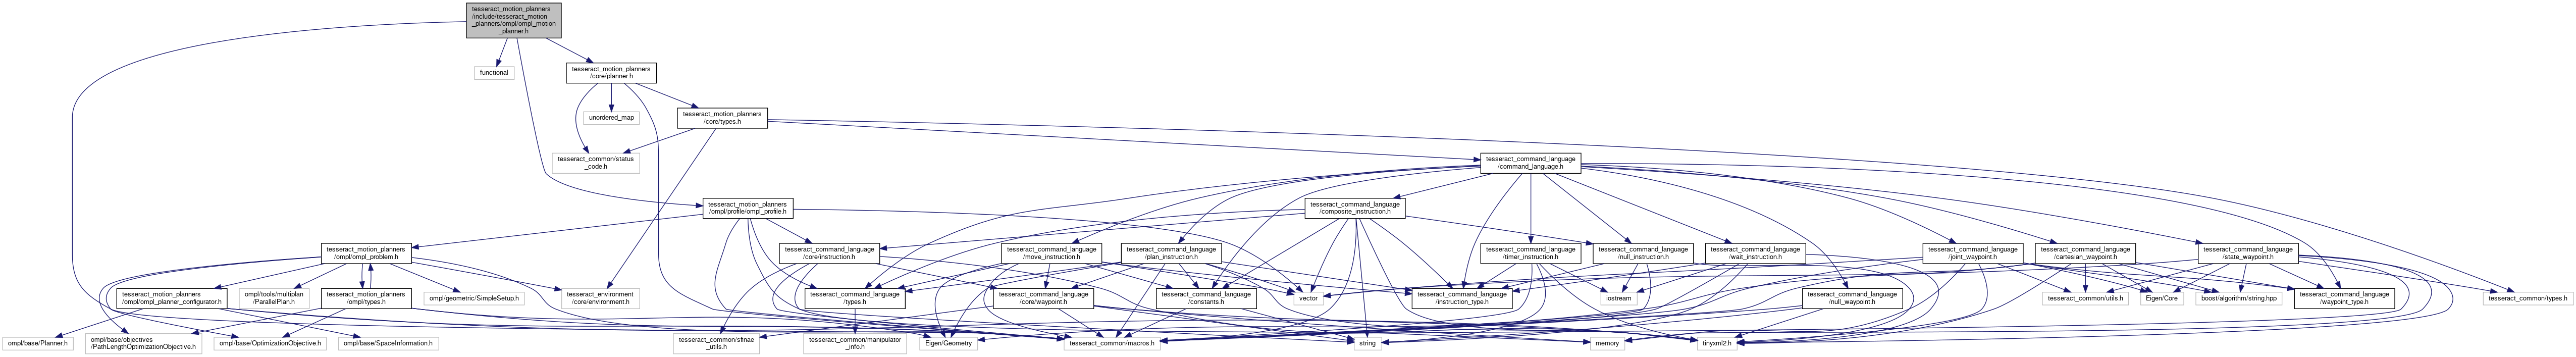 tesseract_motion_planners
/include/tesseract_motion
_planners/ompl/ompl_motion
_planner.h
functional
tesseract_motion_planners
/core/planner.h
unordered_map
tesseract_motion_planners
/core/types.h
tesseract_common/status
_code.h
tesseract_command_language
/command_language.h
tesseract_motion_planners
/ompl/profile/ompl_profile.h
tesseract_command_language
/composite_instruction.h
tesseract_motion_planners
/ompl/ompl_problem.h
tesseract_command_language
/core/instruction.h
tesseract_command_language
/move_instruction.h
tesseract_command_language
/plan_instruction.h
tesseract_command_language
/timer_instruction.h
tesseract_command_language
/null_instruction.h
tesseract_command_language
/wait_instruction.h
tesseract_command_language
/joint_waypoint.h
tesseract_command_language
/cartesian_waypoint.h
tesseract_command_language
/state_waypoint.h
tesseract_motion_planners
/ompl/ompl_planner_configurator.h
ompl/tools/multiplan
/ParallelPlan.h
tesseract_motion_planners
/ompl/types.h
ompl/geometric/SimpleSetup.h
tesseract_environment
/core/environment.h
tesseract_command_language
/types.h
tesseract_command_language
/core/waypoint.h
tesseract_command_language
/constants.h
vector
tesseract_command_language
/instruction_type.h
iostream
tesseract_command_language
/null_waypoint.h
tesseract_common/utils.h
Eigen/Core
boost/algorithm/string.hpp
tesseract_command_language
/waypoint_type.h
tesseract_common/types.h
ompl/base/Planner.h
ompl/base/objectives
/PathLengthOptimizationObjective.h
ompl/base/OptimizationObjective.h
ompl/base/SpaceInformation.h
tesseract_common/sfinae
_utils.h
tesseract_common/manipulator
_info.h
Eigen/Geometry
tesseract_common/macros.h
string
memory
tinyxml2.h